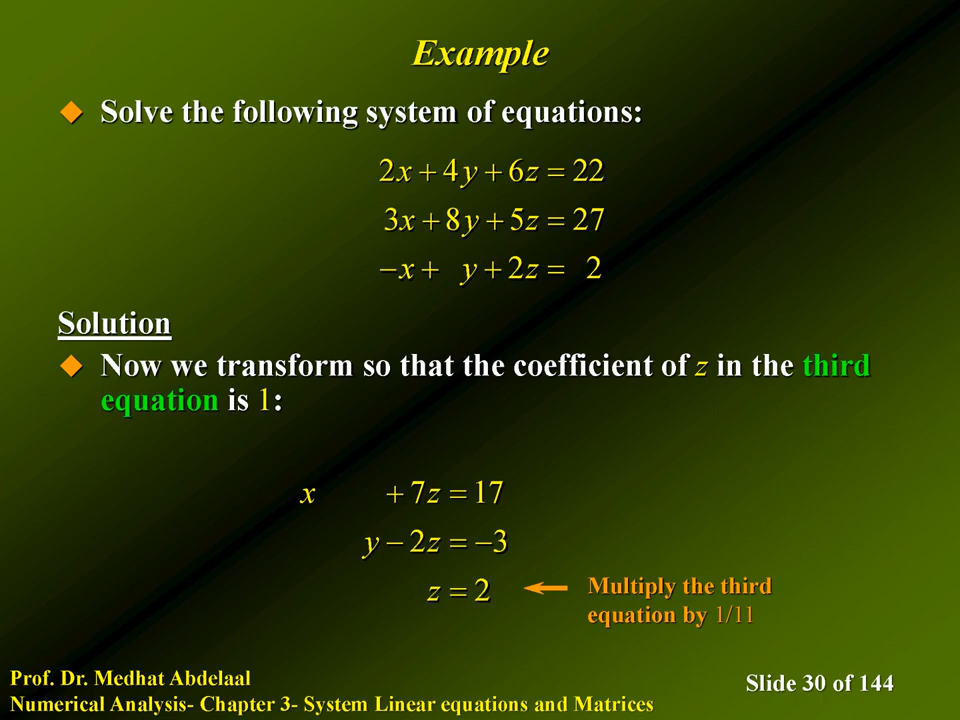 Example
◆ Solve the following system of equations:
2x + 4y + 6z = 22
3x + 8y + 5z = 27
−x + y + 2z = 2
Solution
◆ Now we transform so that the coefficient of z in the third
equation is 1:
x + 7z = 17
y − 2z = −3
z = 2
Multiply the third
equation by 1/11
Prof. Dr. Medhat Abdelaal
Numerical Analysis- Chapter 3- System Linear equations and Matrices
Slide 30 of 144